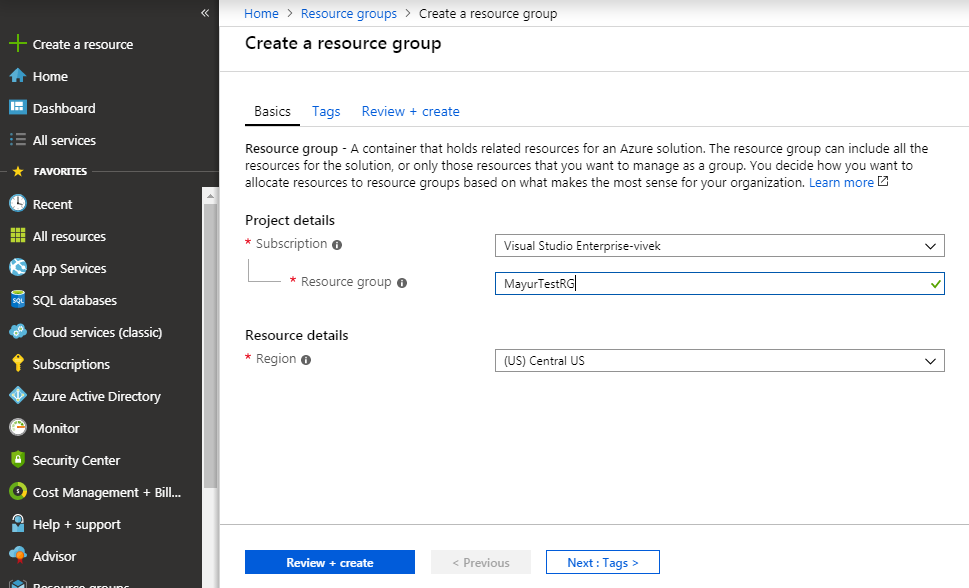 «
Create a resource
Home
Dashboard
All services
FAVORITES
Recent
All resources
App Services
SQL databases
Cloud services (classic)
Subscriptions
Azure Active Directory
Monitor
Security Center
Cost Management + Bill...
Help + support
Advisor
Resource groups
Home > Resource groups > Create a resource group
Create a resource group
Basics Tags Review + create
Resource group - A container that holds related resources for an Azure solution. The resource group can include all the
resources for the solution, or only those resources that you want to manage as a group. You decide how you want to
allocate resources to resource groups based on what makes the most sense for your organization. Learn more
Project details
* Subscription Visual Studio Enterprise-vivek
* Resource group MayurTestRG
Resource details
* Region (US) Central US
Review + create < Previous Next : Tags >